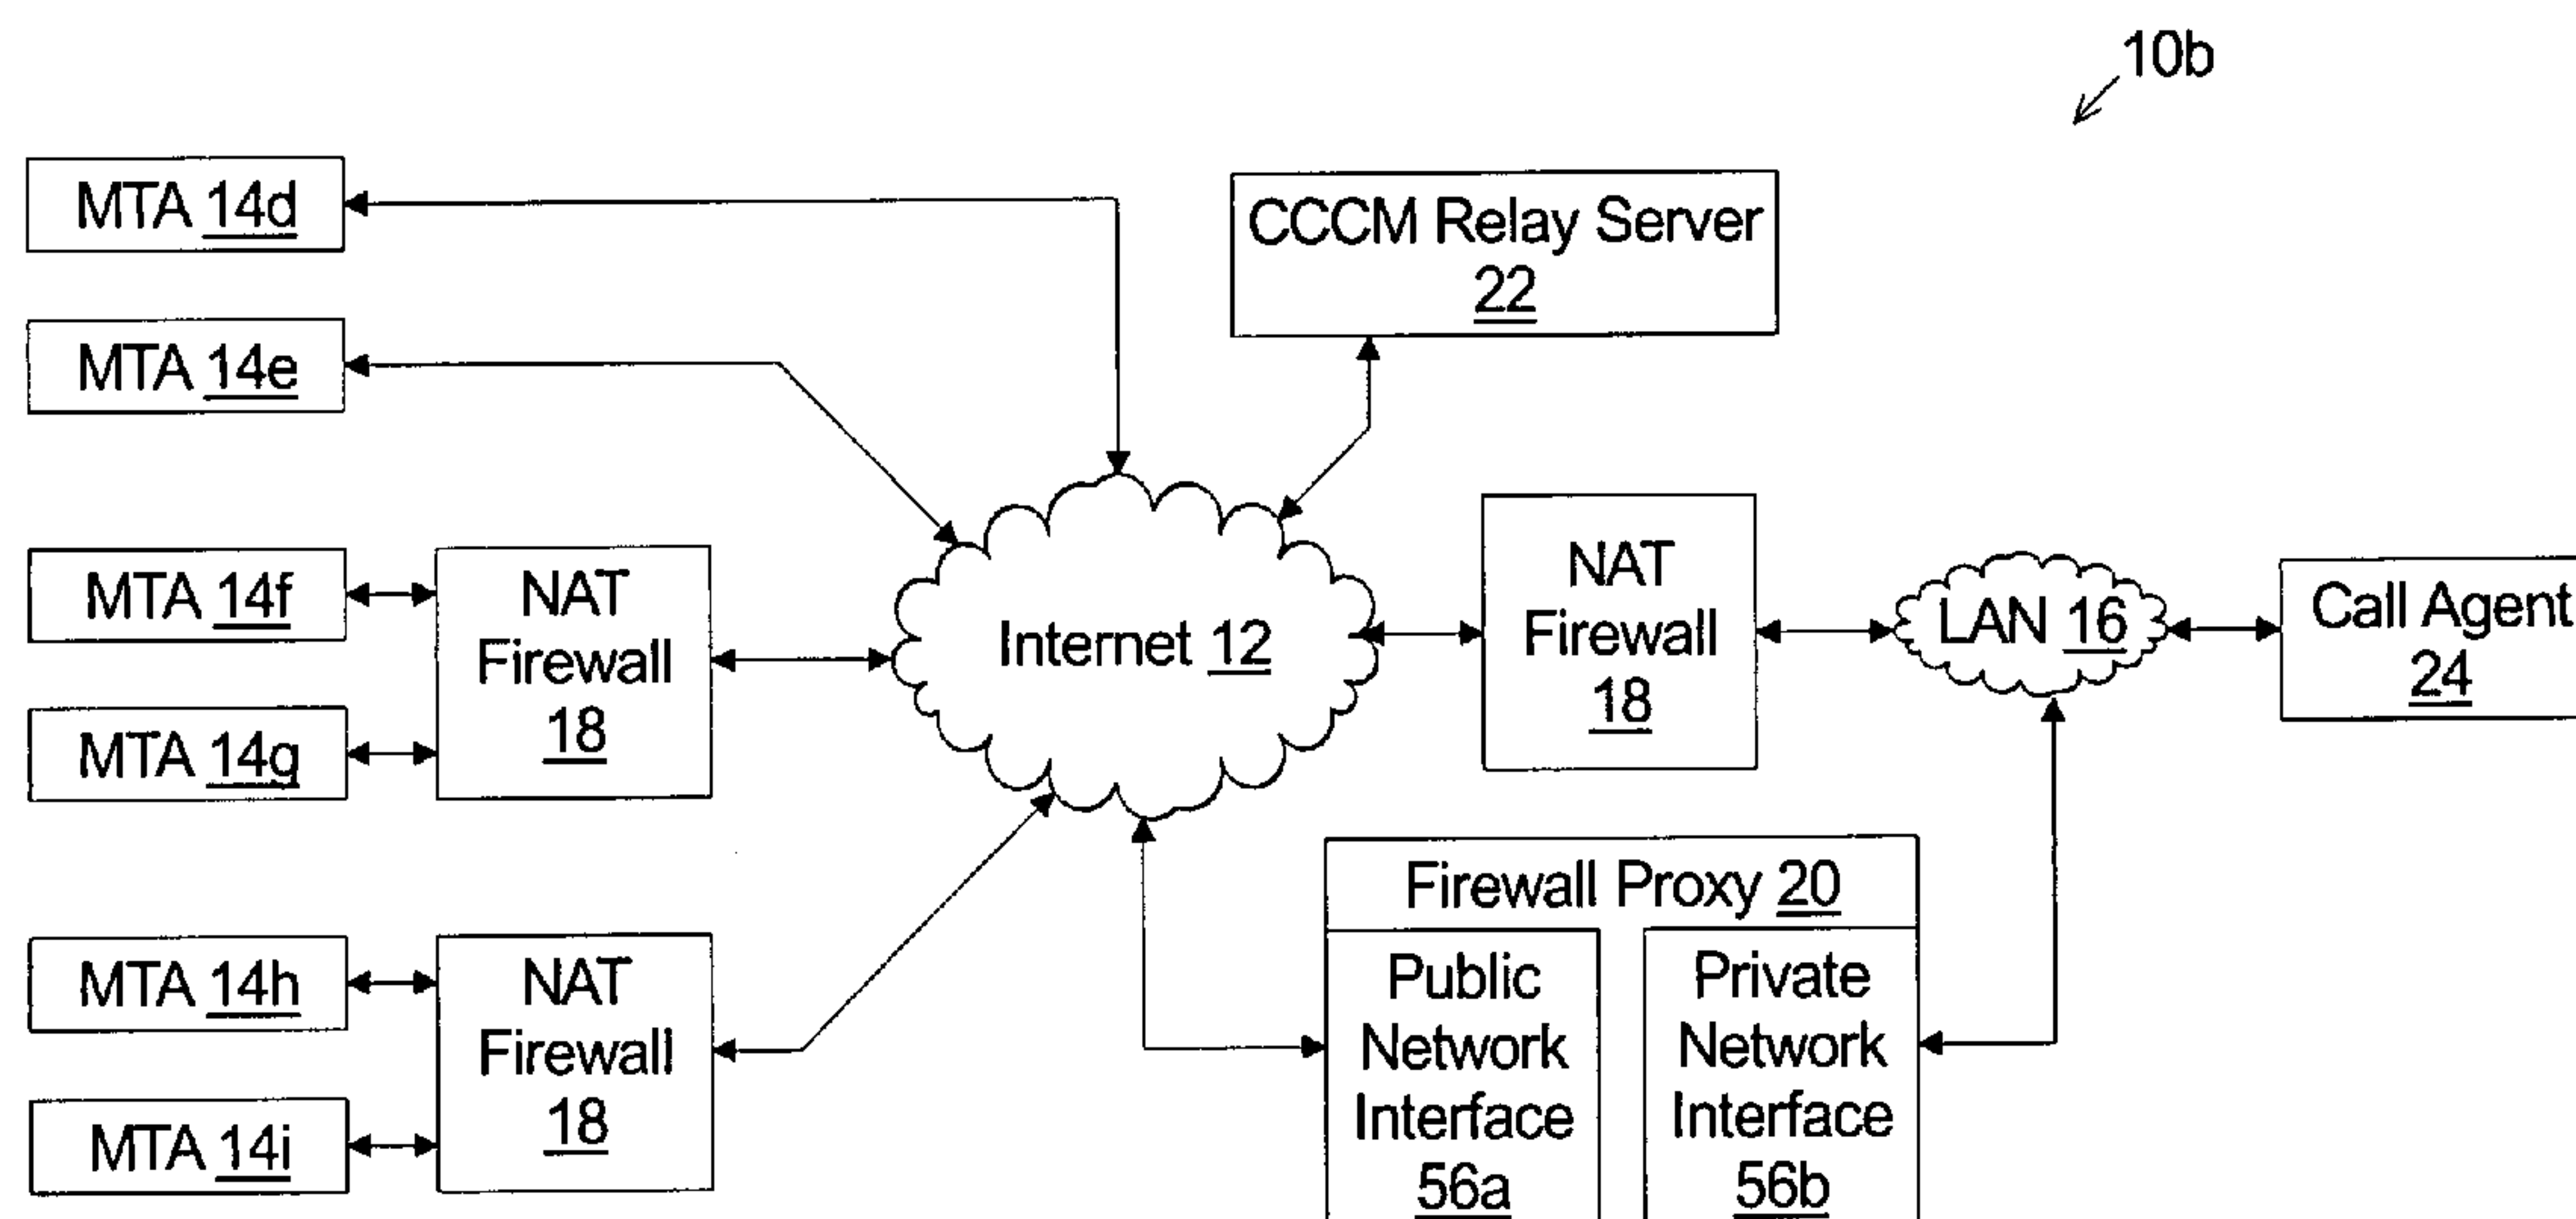 10b
MTA 14d
CCCM Relay Server
22
MTA 14e
MTA 14f
MTA 14g
NAT
Firewall
18
Internet 12
NAT
Firewall
18
LAN 16
Call Agent
24
MTA 14h
MTA 14i
NAT
Firewall
18
Firewall Proxy 20
Public
Network
Interface
56a
Private
Network
Interface
56b